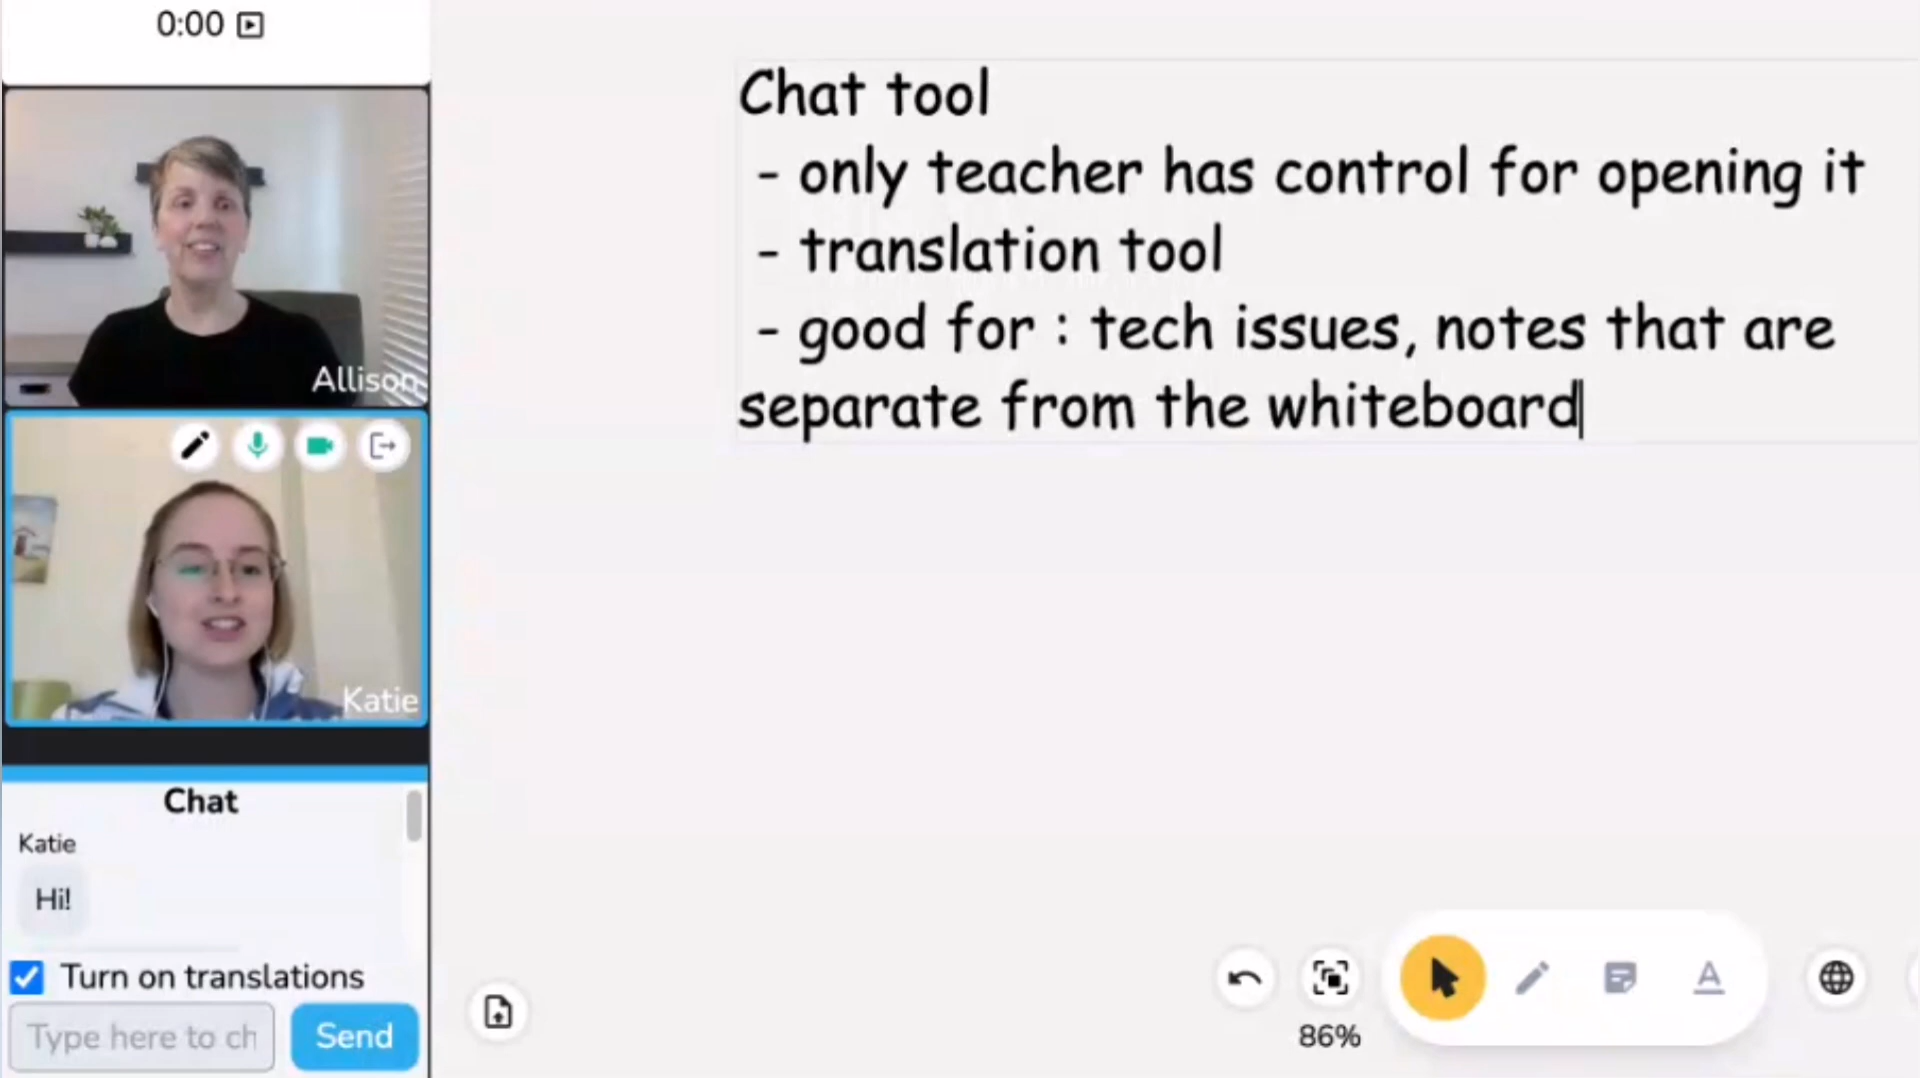 0:00
Chat tool
- only teacher has control for opening it
- translation tool
- good for : tech issues, notes that are
separate from the whiteboard
Allison
Katie
Chat
Katie
Hi!
Turn on translations
Type here to ch
Send
86%
A